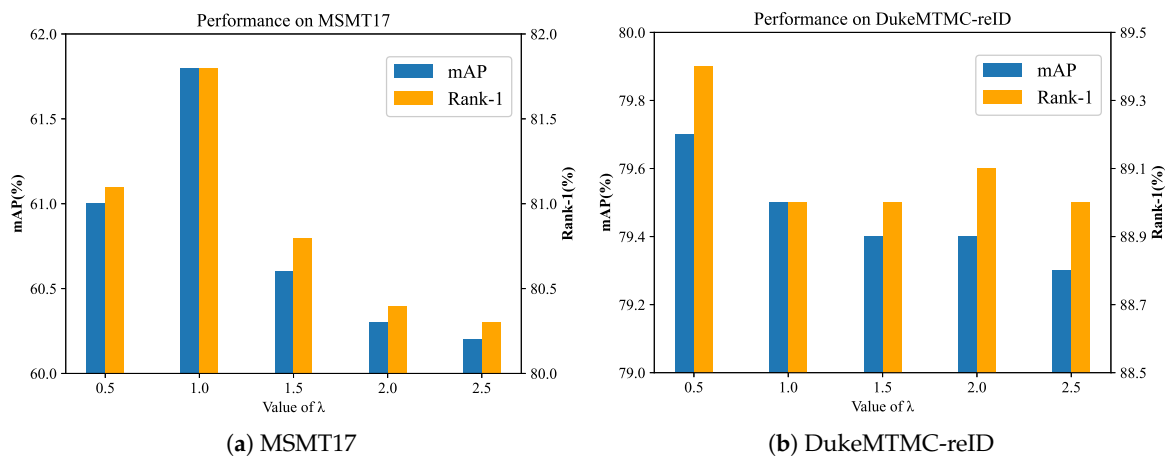 Performance on MSMT17
62.0
61.5
61.0
60.5
60.0
mAP(%)
82.0
81.5
81.0
80.5
80.0
Rank-1(%)
mAP
Rank-1
0.5 1.0 1.5 2.0 2.5
Value of λ
(a) MSMT17
Performance on DukeMTMC-reID
80.0
79.8
79.6
79.4
79.2
79.0
mAP(%)
89.5
89.3
89.1
88.9
88.7
88.5
Rank-1(%)
mAP
Rank-1
0.5 1.0 1.5 2.0 2.5
Value of λ
(b) DukeMTMC-reID